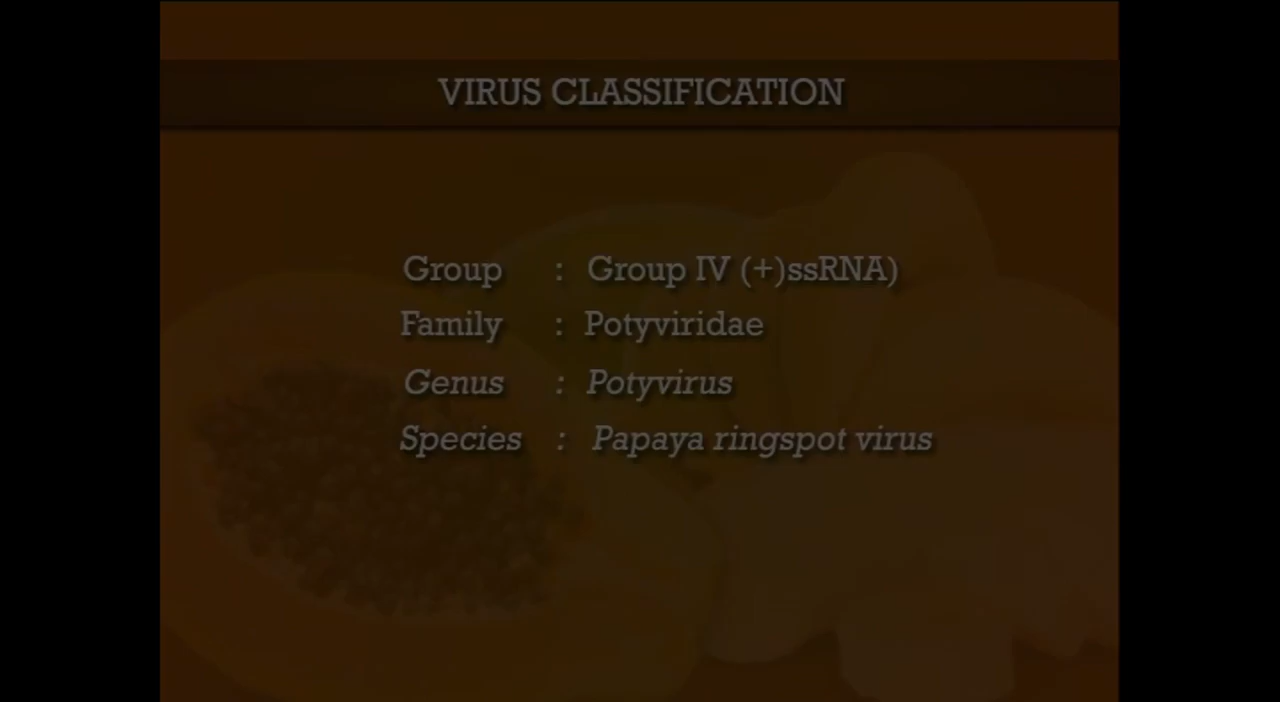 VIRUS CLASSIFICATION
Group : Group IV (+)ssRNA)
Family : Potyviridae
Genus : Potyvirus
Species : Papaya ringspot virus